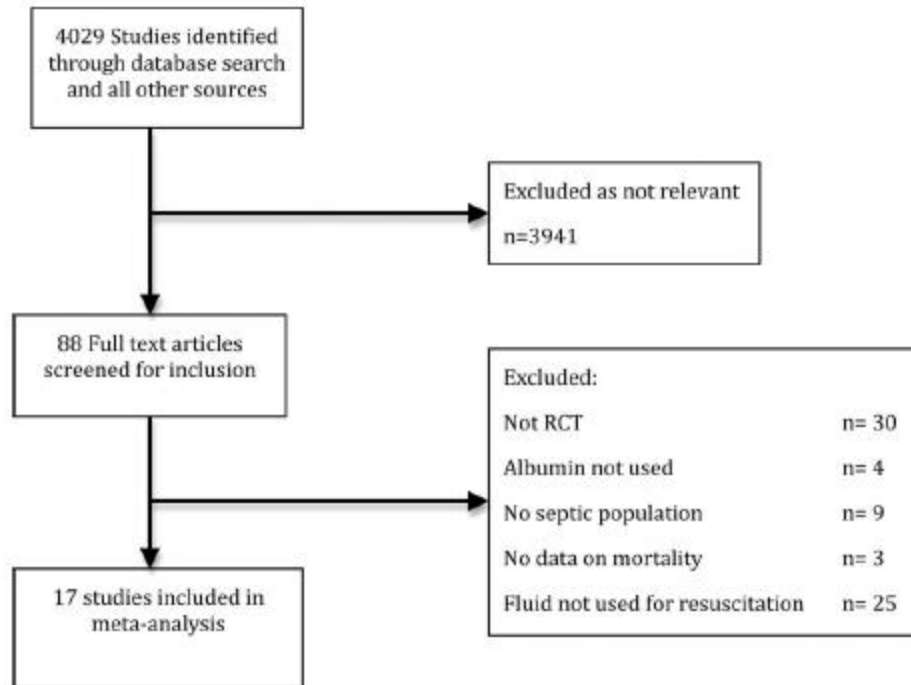 4029 Studies identified
through database search
and all other sources
Excluded as not relevant
n=3941
88 Full text articles
screened for inclusion
Excluded:
Not RCT n= 30
Albumin not used n= 4
No septic population n= 9
No data on mortality n= 3
Fluid not used for resuscitation n= 25
17 studies included in
meta-analysis